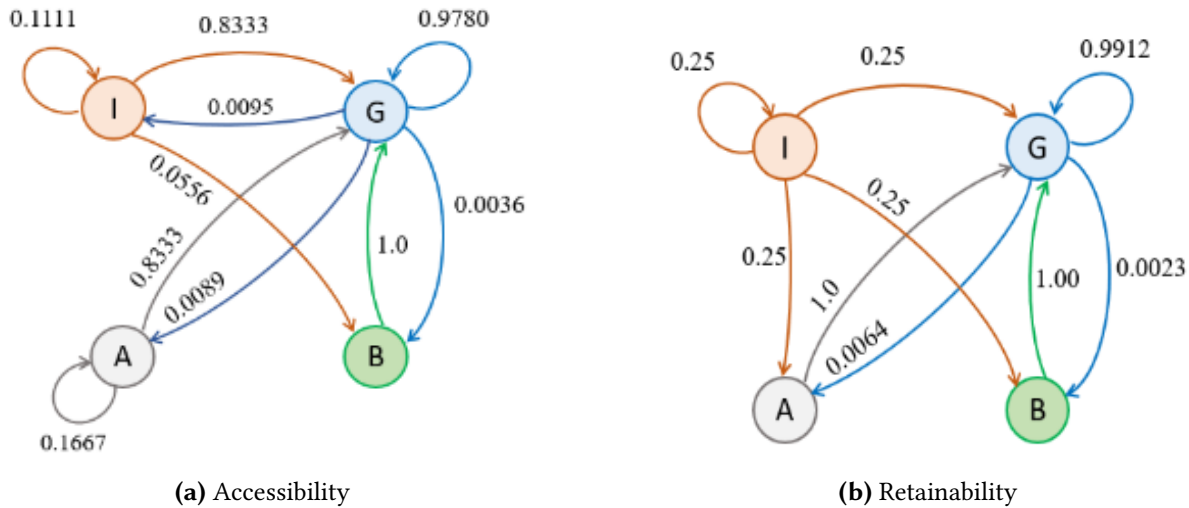 0.1111
0.8333
0.9780
I
0.0095
G
0.0556
0.0036
0.8333
1.0
0.0089
A
B
0.1667
(a) Accessibility
0.25
0.25
0.9912
I
G
0.25
0.25
1.0
1.00
0.0023
0.0064
A
B
(b) Retainability